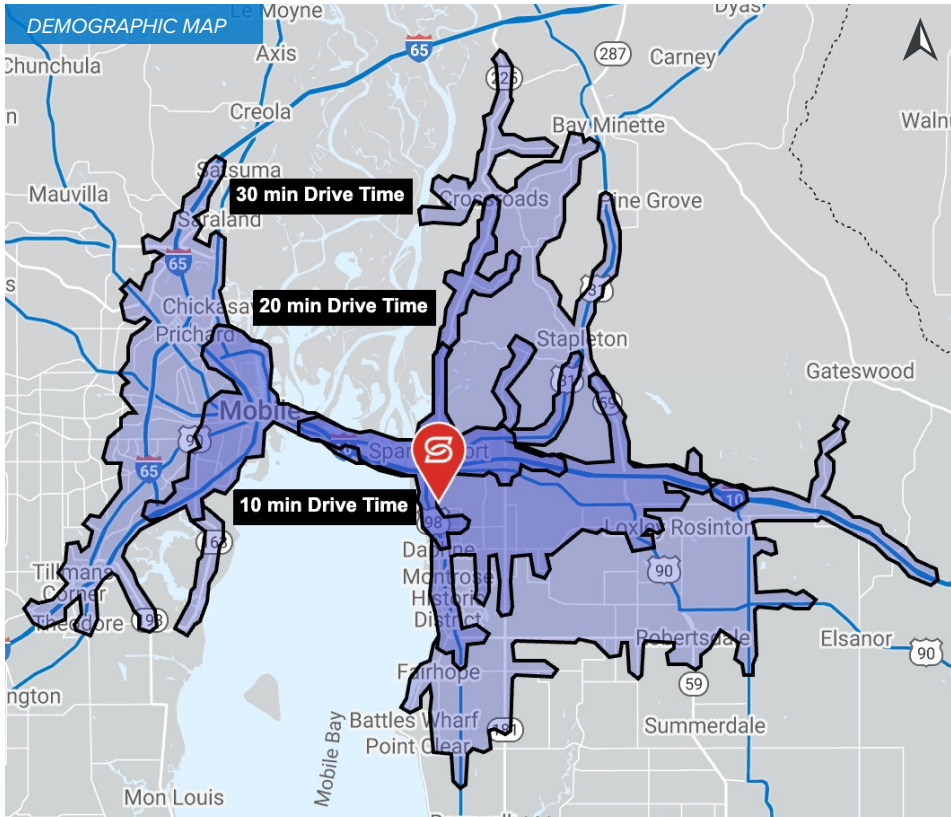 DEMOGRAPHIC MAP
Le Moyne
Dyas
65
287
Axis
Carney
Chunchula
225
Creola
n
Bay Minette
Satsuma
Mauvilla
30 min Drive Time
Crossroads
Pine Grove
Saraland
65
s
31
Chickasaw
20 min Drive Time
Prichard
Stapleton
Gateswood
31
59
Mobile
90
Spanish Fort
65
10
10 min Drive Time
98
Loxley
Rosinton
163
Daphne
90
Tillmans
Corner
Montrose
Historic
District
Theodore
193
Robertsdale
Elsanor
90
Fairhope
59
ngton
Battles Wharf
181
Summerdale
Point Clear
Mobile Bay
Mon Louis